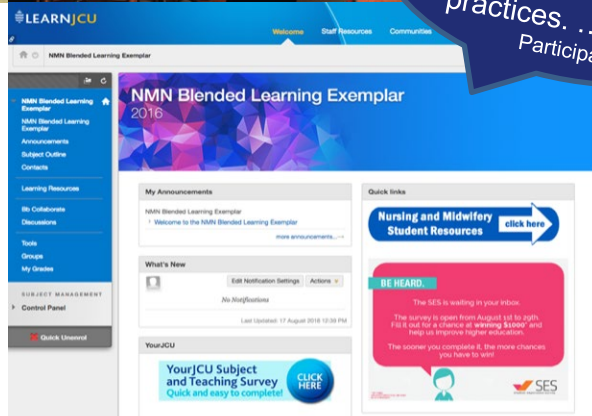 practices. ...
Participa
LEARNJCU
Welcome Staff Resources Communities
NMN Blended Learning Exemplar
NMN Blended Learning Exemplar
NMN Blended Learning Exemplar
Announcements
Subject Outline
Contacts
Learning Resources
Bb Collaborate
Discussions
Tools
Groups
My Grades
SUBJECT MANAGEMENT
Control Panel
Quick Unenrol
NMN Blended Learning Exemplar
2016
My Announcements
NMN Blended Learning Exemplar
Welcome to the NMN Blended Learning Exemplar
more announcements...
What's New
Edit Notification Settings Actions
No Notifications
Last Updated: 17 August 2016 12:39 PM
YourJCU
YourJCU Subject
and Teaching Survey
Quick and easy to complete!
CLICK
HERE
Quick links
Nursing and Midwifery
Student Resources
click here
BE HEARD.
The SES is waiting in your inbox.
The survey is open from August 1st to 29th.
Fill it out for a chance at winning $1000* and
help us improve higher education.
The sooner you complete it, the more chances
you have to win!
SES